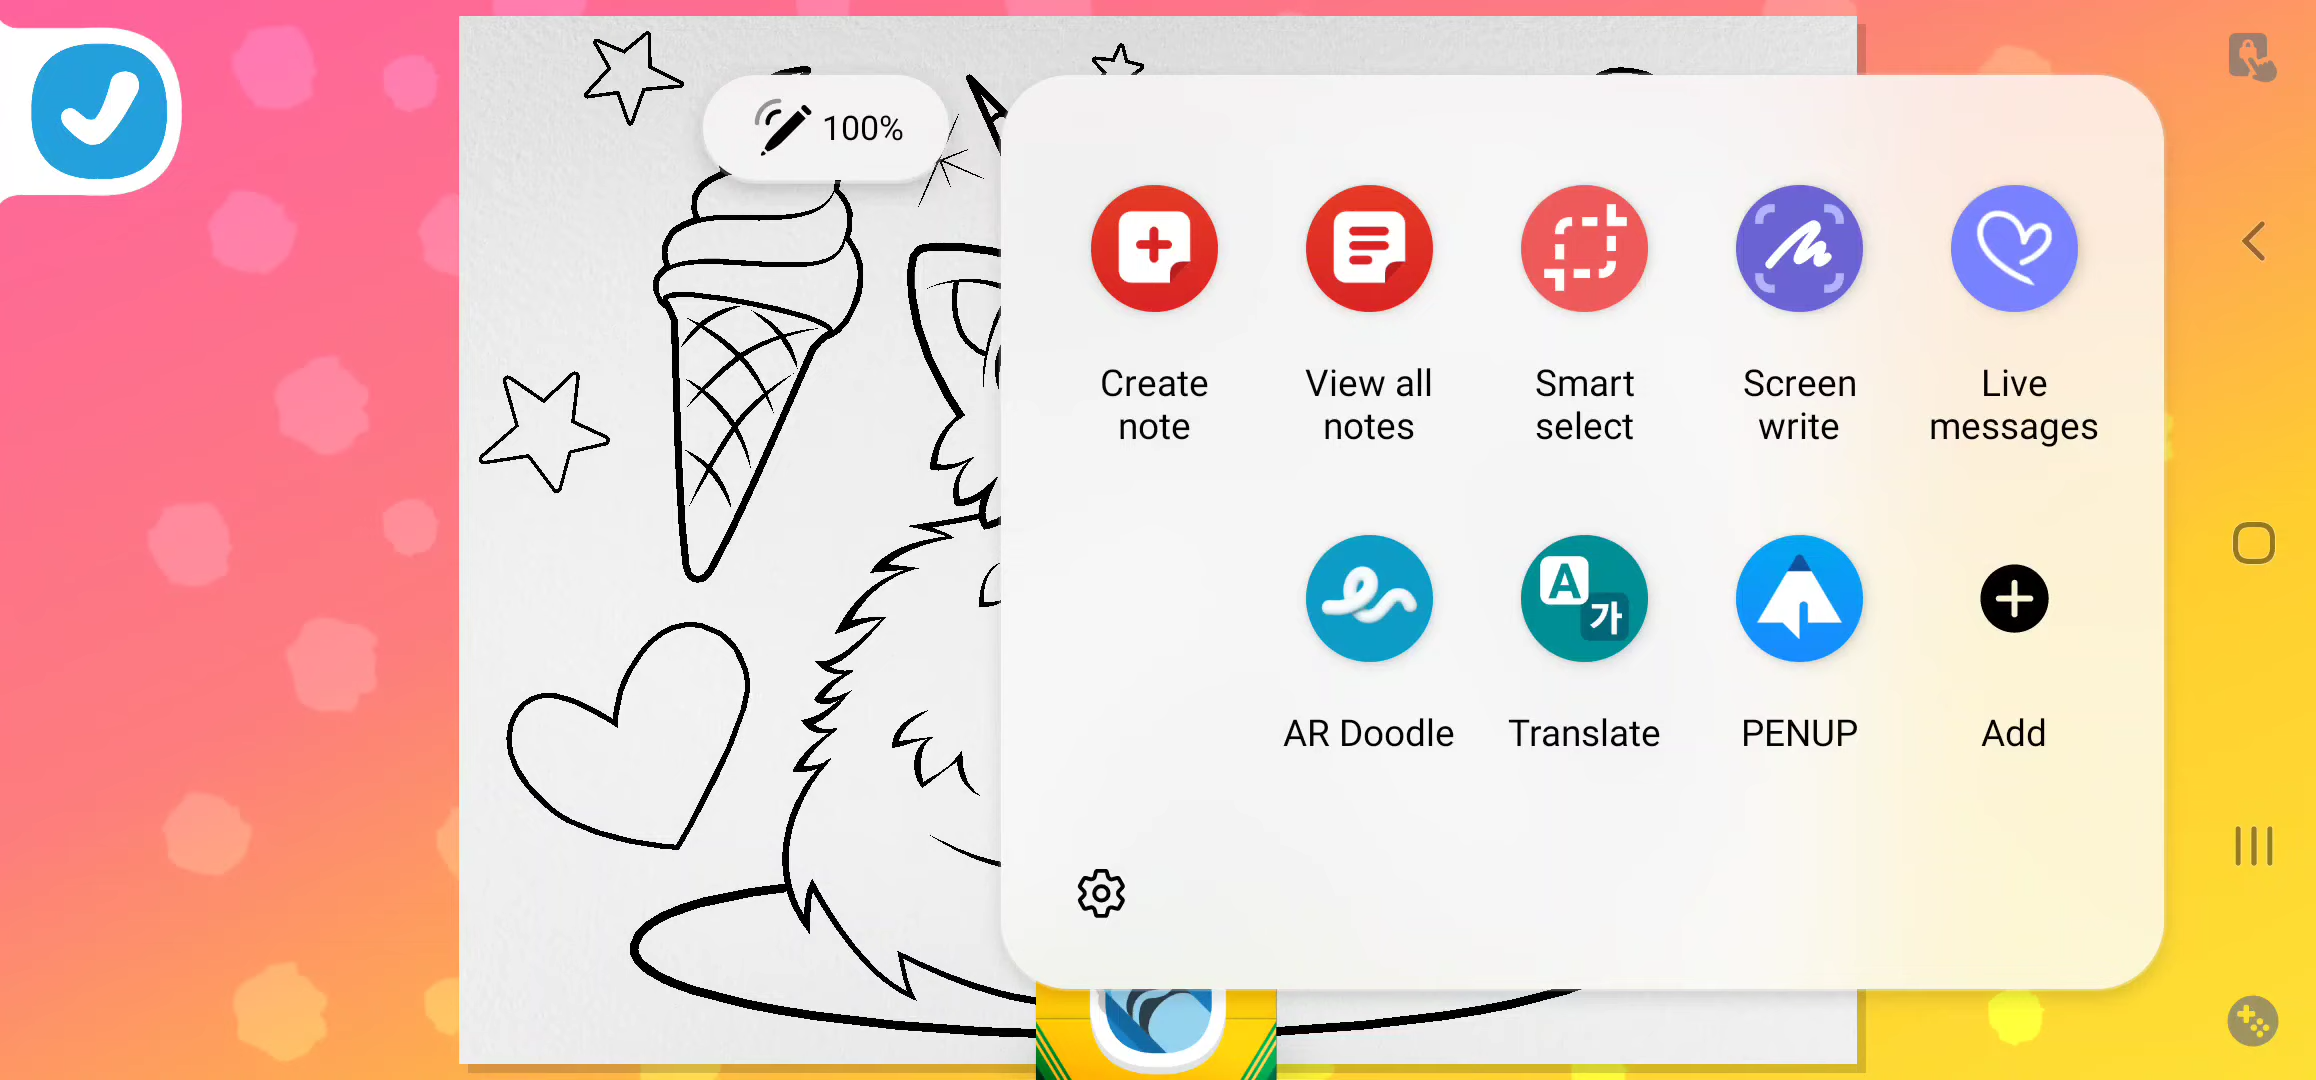 100%
Create
note
View all
notes
Smart
select
Screen
write
Live
messages
A
가
AR Doodle
Translate
PENUP
Add